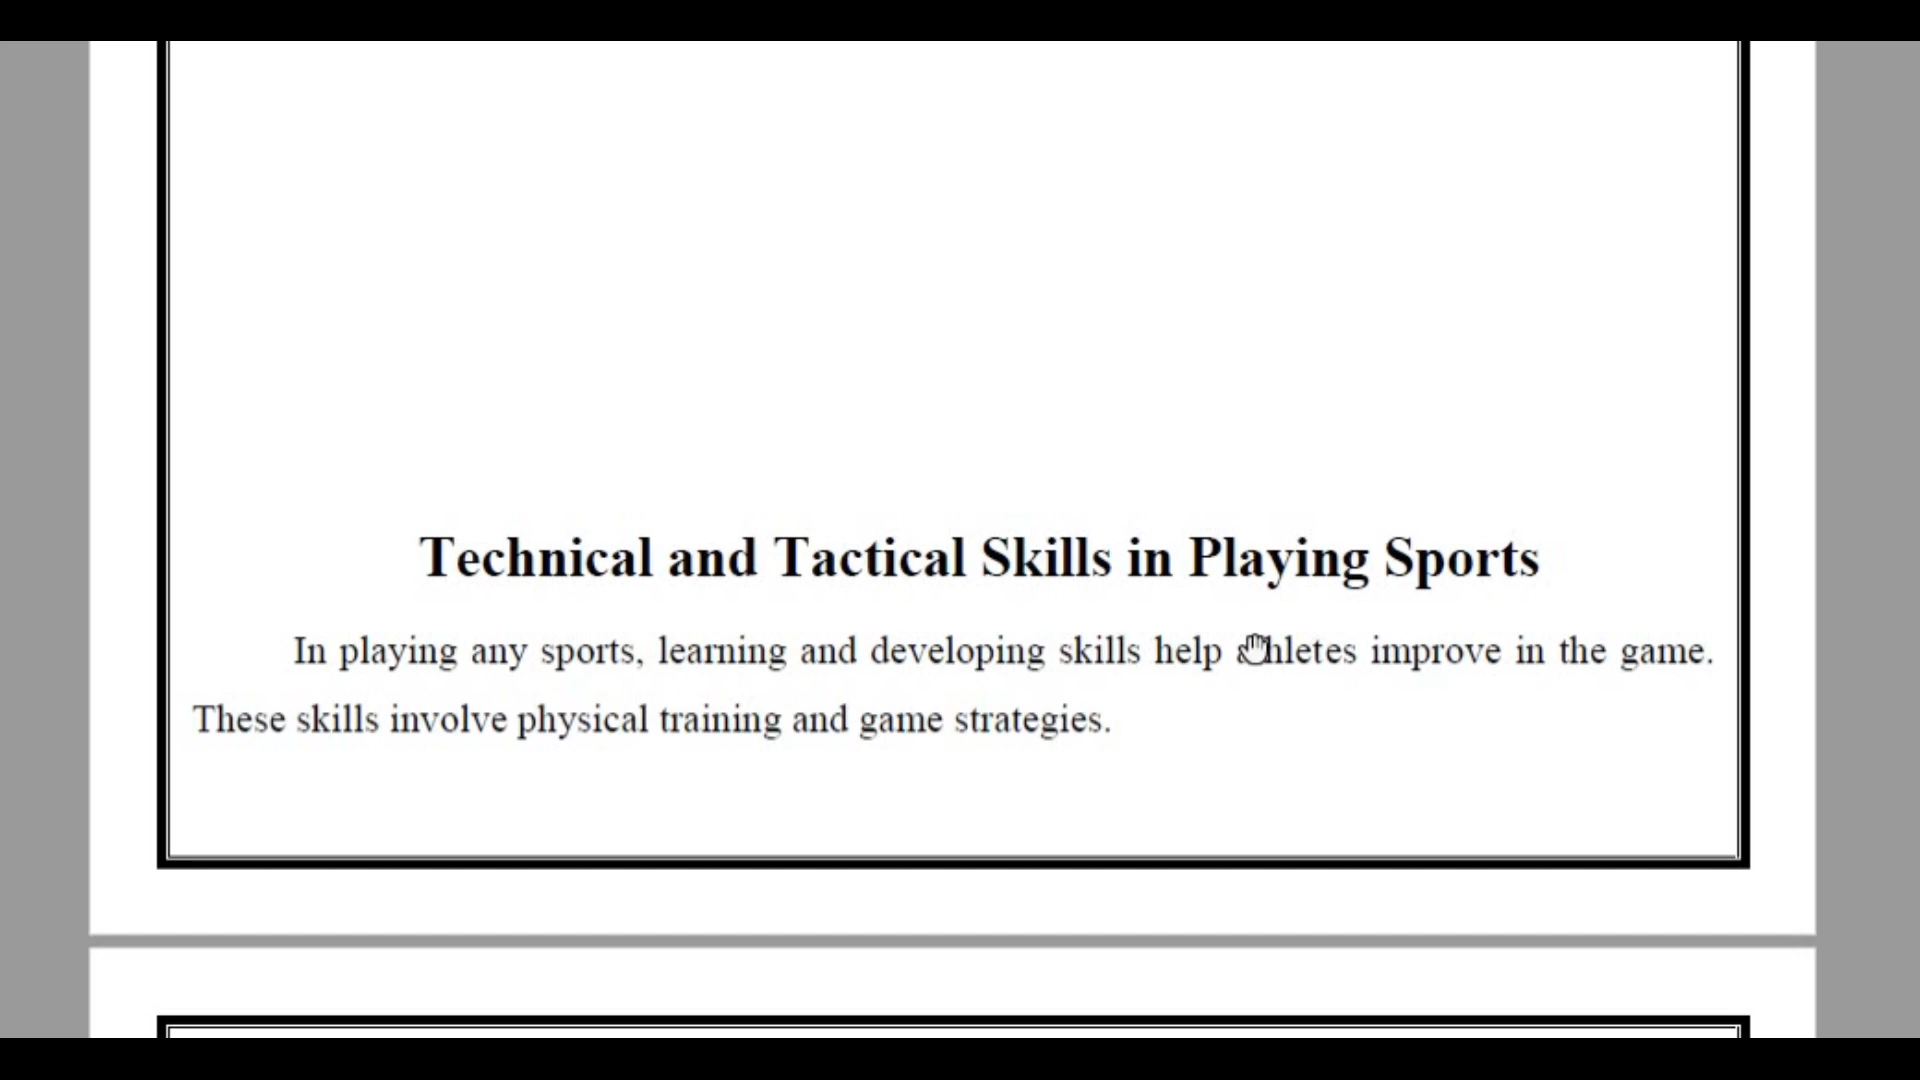 Technical and Tactical Skills in Playing Sports
In playing any sports, learning and developing skills help athletes improve in the game.
These skills involve physical training and game strategies.